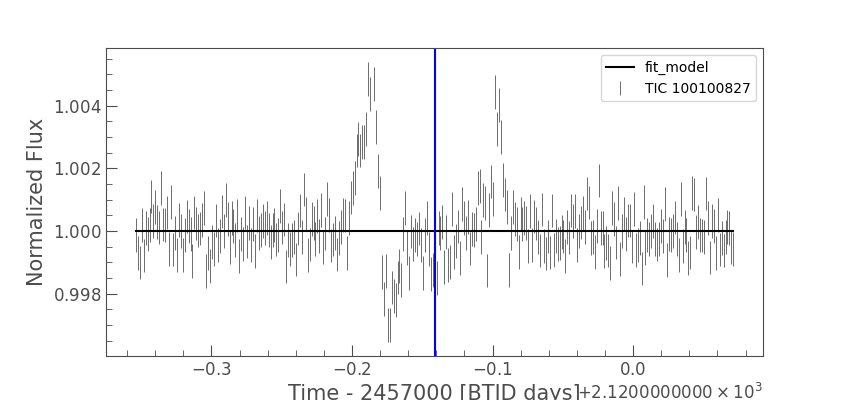 Normalized Flux
1.004
1.002
1.000
0.998
fit_model
TIC 100100827
−0.3 −0.2 −0.1 0.0
Time - 2457000 [BTJD days]
+2.1200000000 × 10³